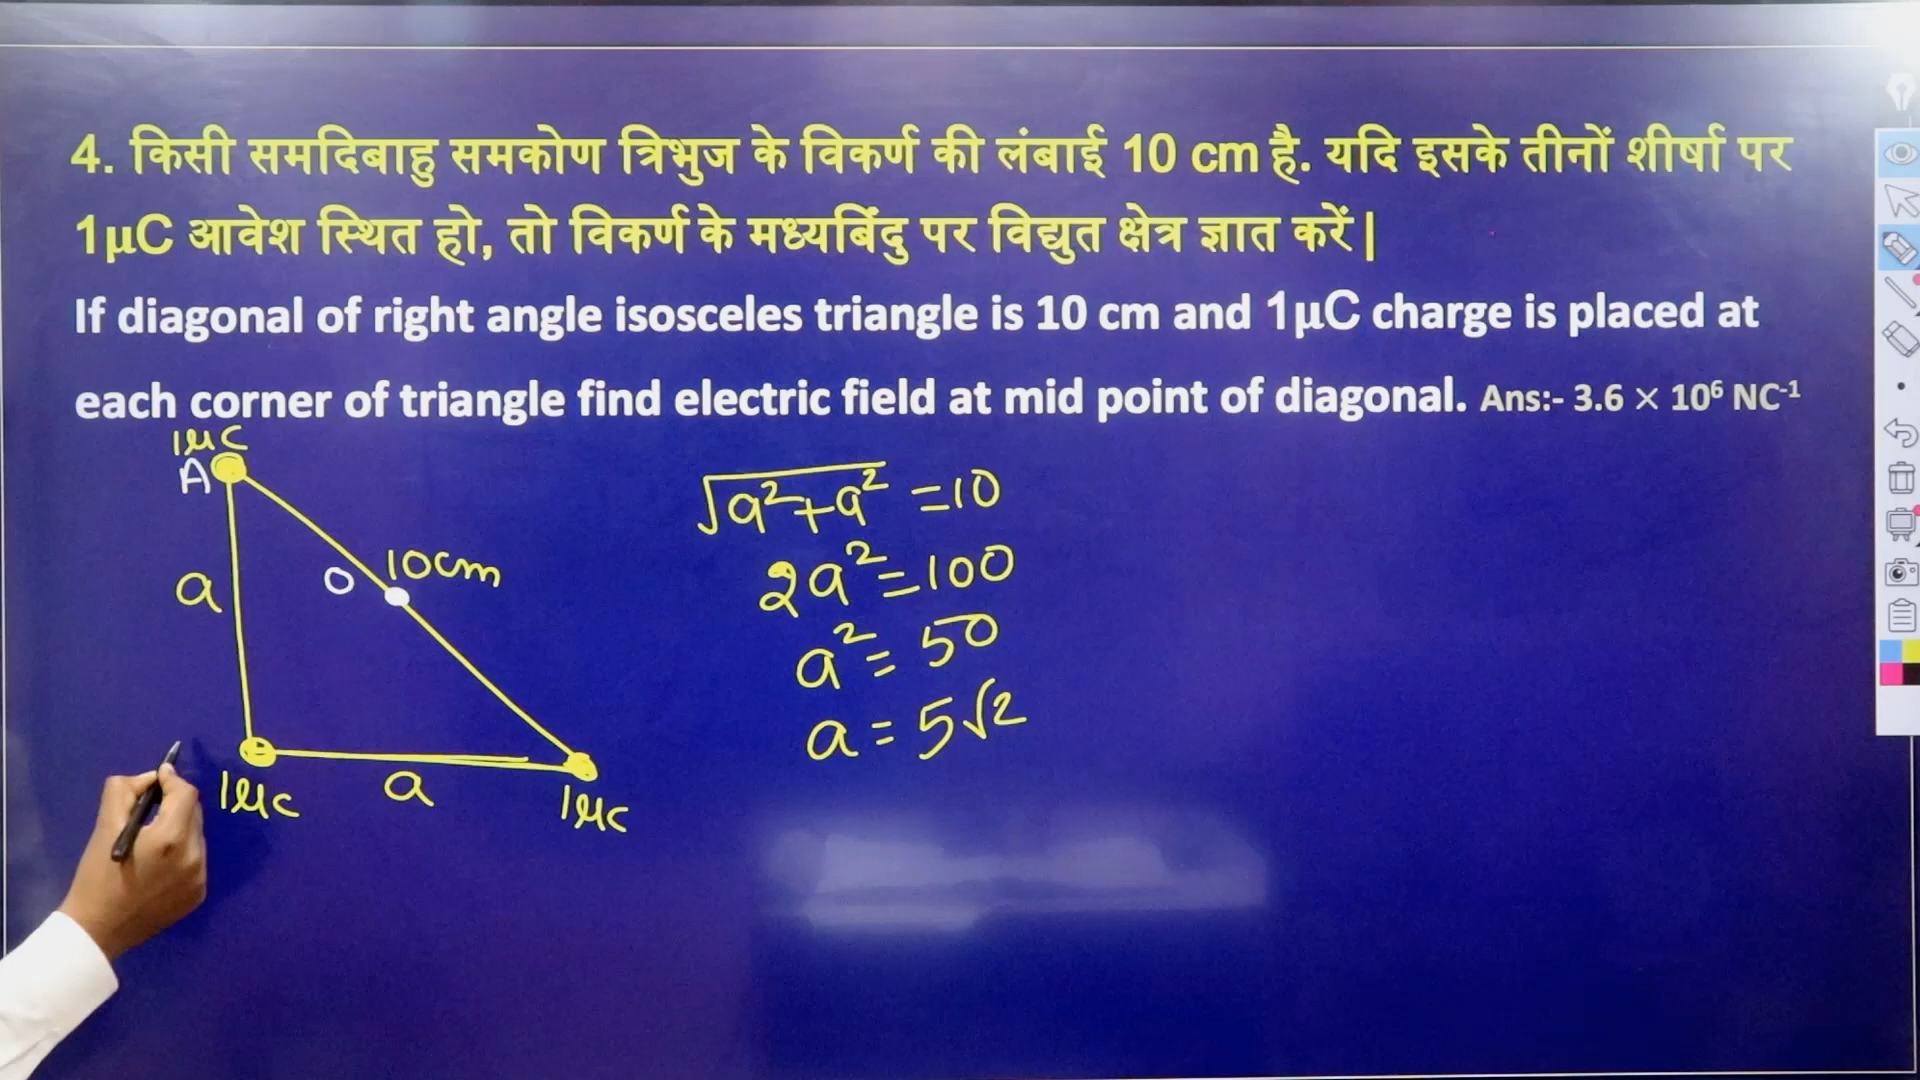 4. किसी समदिबाहु समकोण त्रिभुज के विकर्ण की लंबाई 10 cm है. यदि इसके तीनों शीर्षा पर
1μC आवेश स्थित हो, तो विकर्ण के मध्यबिंदु पर विद्युत क्षेत्र ज्ञात करें|
If diagonal of right angle isosceles triangle is 10 cm and 1μC charge is placed at
each corner of triangle find electric field at mid point of diagonal. Ans:- 3.6 × 10⁶ NC⁻¹
1μC
A
√a²+a² =10
O 10cm
a
2a²=100
a²= 50
a = 5√2
1μC
a
1μC